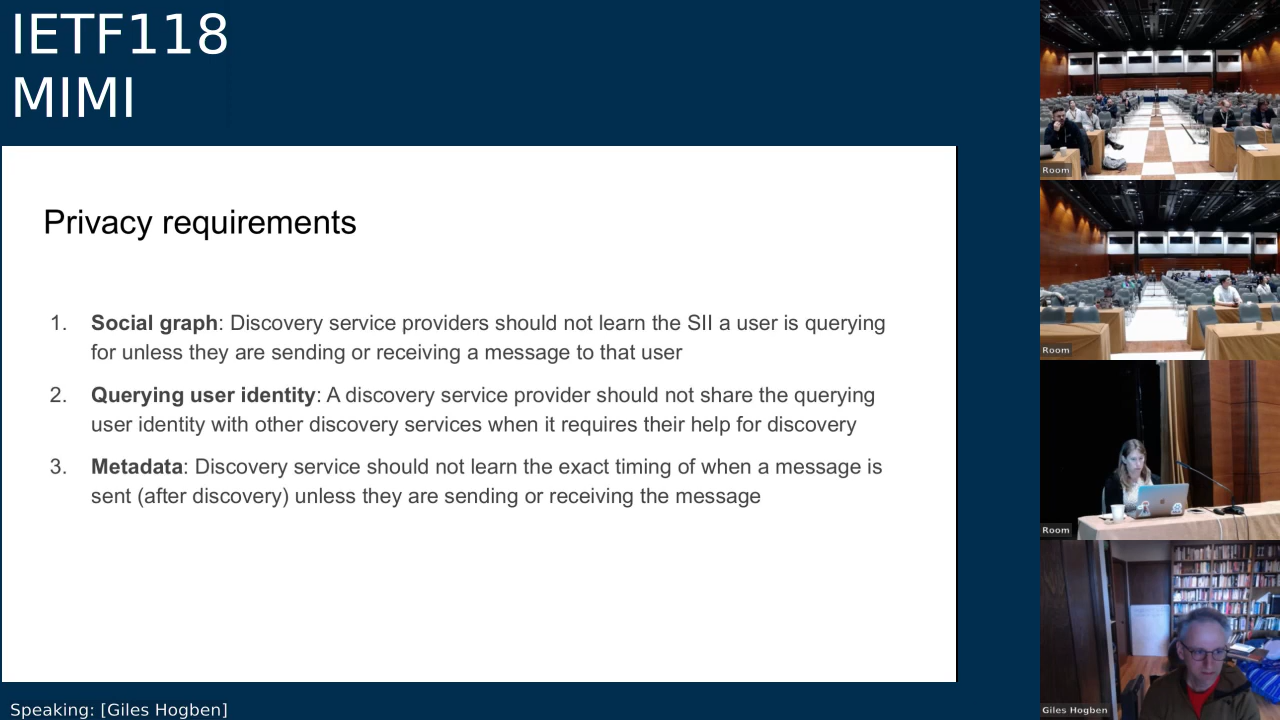 IETF118
MIMI
Privacy requirements
1. Social graph: Discovery service providers should not learn the SII a user is querying
for unless they are sending or receiving a message to that user
2. Querying user identity: A discovery service provider should not share the querying
user identity with other discovery services when it requires their help for discovery
3. Metadata: Discovery service should not learn the exact timing of when a message is
sent (after discovery) unless they are sending or receiving the message
Speaking: [Giles Hogben]
Room
Room
Room
Giles Hogben